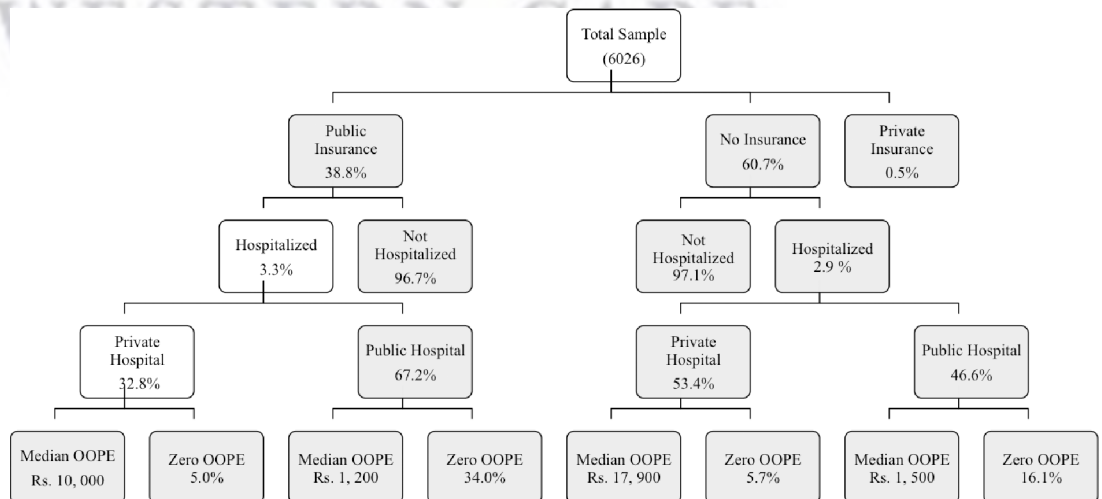 Total Sample
(6026)
Public
Insurance
38.8%
No Insurance
60.7%
Private
Insurance
0.5%
Hospitalized
3.3%
Not
Hospitalized
96.7%
Not
Hospitalized
97.1%
Hospitalized
2.9 %
Private
Hospital
32.8%
Public Hospital
67.2%
Private
Hospital
53.4%
Public Hospital
46.6%
Median OOPE
Rs. 10, 000
Zero OOPE
5.0%
Median OOPE
Rs. 1, 200
Zero OOPE
34.0%
Median OOPE
Rs. 17, 900
Zero OOPE
5.7%
Median OOPE
Rs. 1, 500
Zero OOPE
16.1%